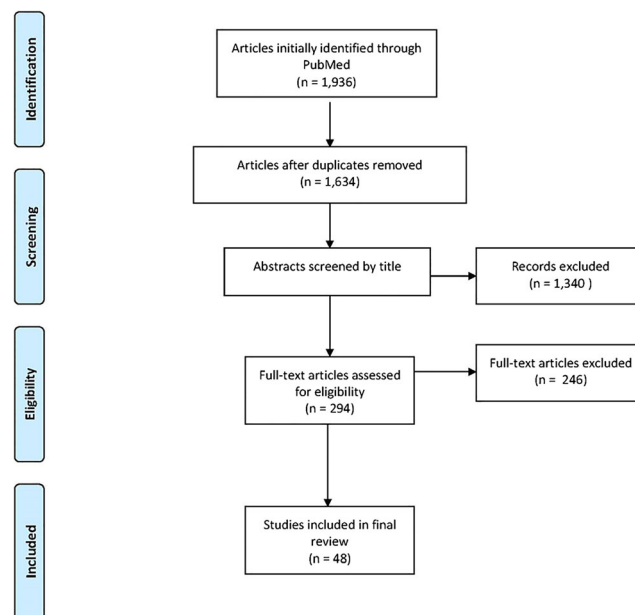 Identification
Articles initially identified through
PubMed
(n = 1,936)
Articles after duplicates removed
(n = 1,634)
Screening
Abstracts screened by title
Records excluded
(n = 1,340 )
Eligibility
Full-text articles assessed
for eligibility
(n = 294)
Full-text articles excluded
(n =  246)
Included
Studies included in final
review
(n = 48)